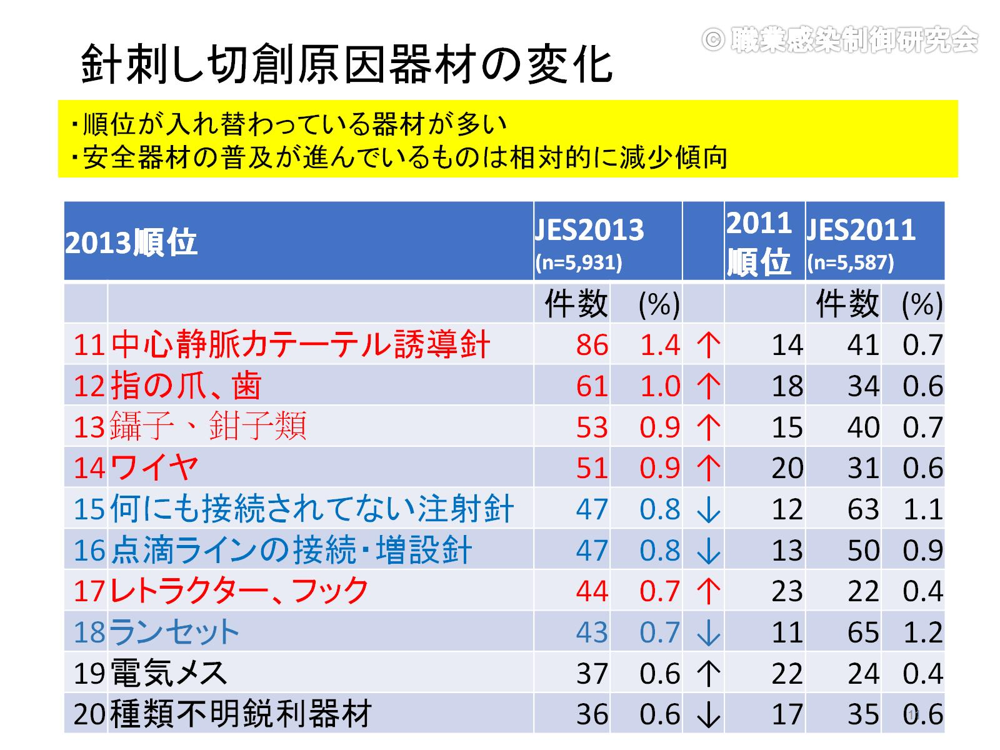 © 職業感染制御研究会
針刺し切創原因器材の変化
・順位が入れ替わっている器材が多い
・安全器材の普及が進んでいるものは相対的に減少傾向
2013順位 JES2013 (n=5,931) 2011順位 JES2011 (n=5,587)
件数 (%) 件数 (%)
11 中心静脈カテーテル誘導針 86 1.4 ↑ 14 41 0.7
12 指の爪、歯 61 1.0 ↑ 18 34 0.6
13 鑷子、鉗子類 53 0.9 ↑ 15 40 0.7
14 ワイヤ 51 0.9 ↑ 20 31 0.6
15 何にも接続されてない注射針 47 0.8 ↓ 12 63 1.1
16 点滴ラインの接続・増設針 47 0.8 ↓ 13 50 0.9
17 レトラクター、フック 44 0.7 ↑ 23 22 0.4
18 ランセット 43 0.7 ↓ 11 65 1.2
19 電気メス 37 0.6 ↑ 22 24 0.4
20 種類不明鋭利器材 36 0.6 ↓ 17 35 0.6
11